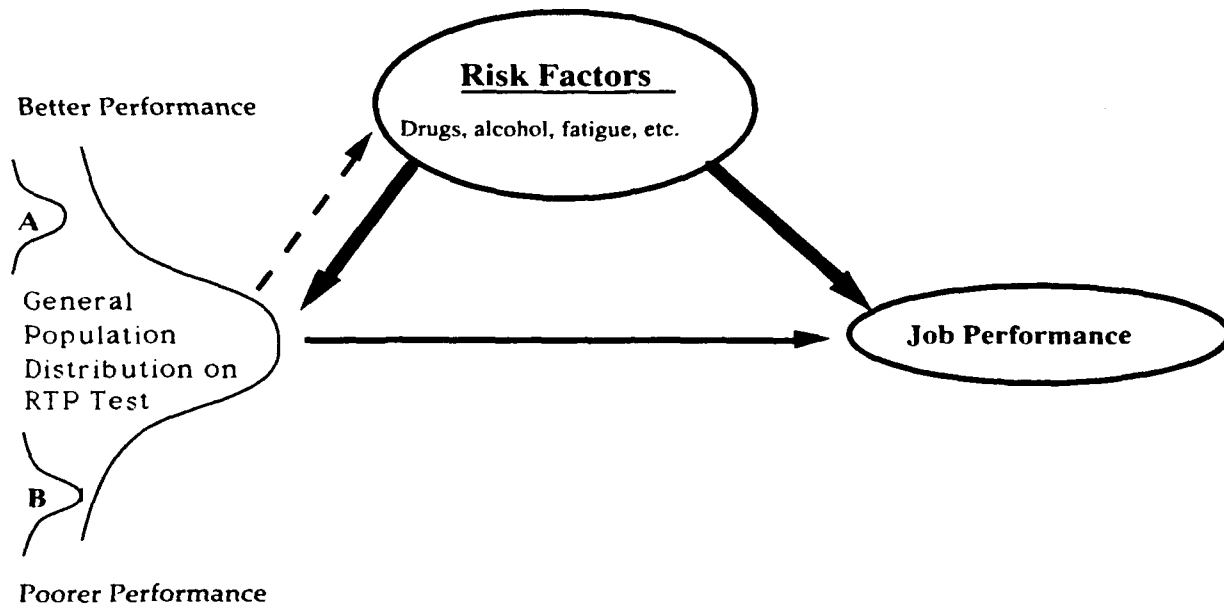 Risk Factors
Drugs, alcohol, fatigue, etc.
Better Performance
A
General
Population
Distribution on
RTP Test
Job Performance
B
Poorer Performance